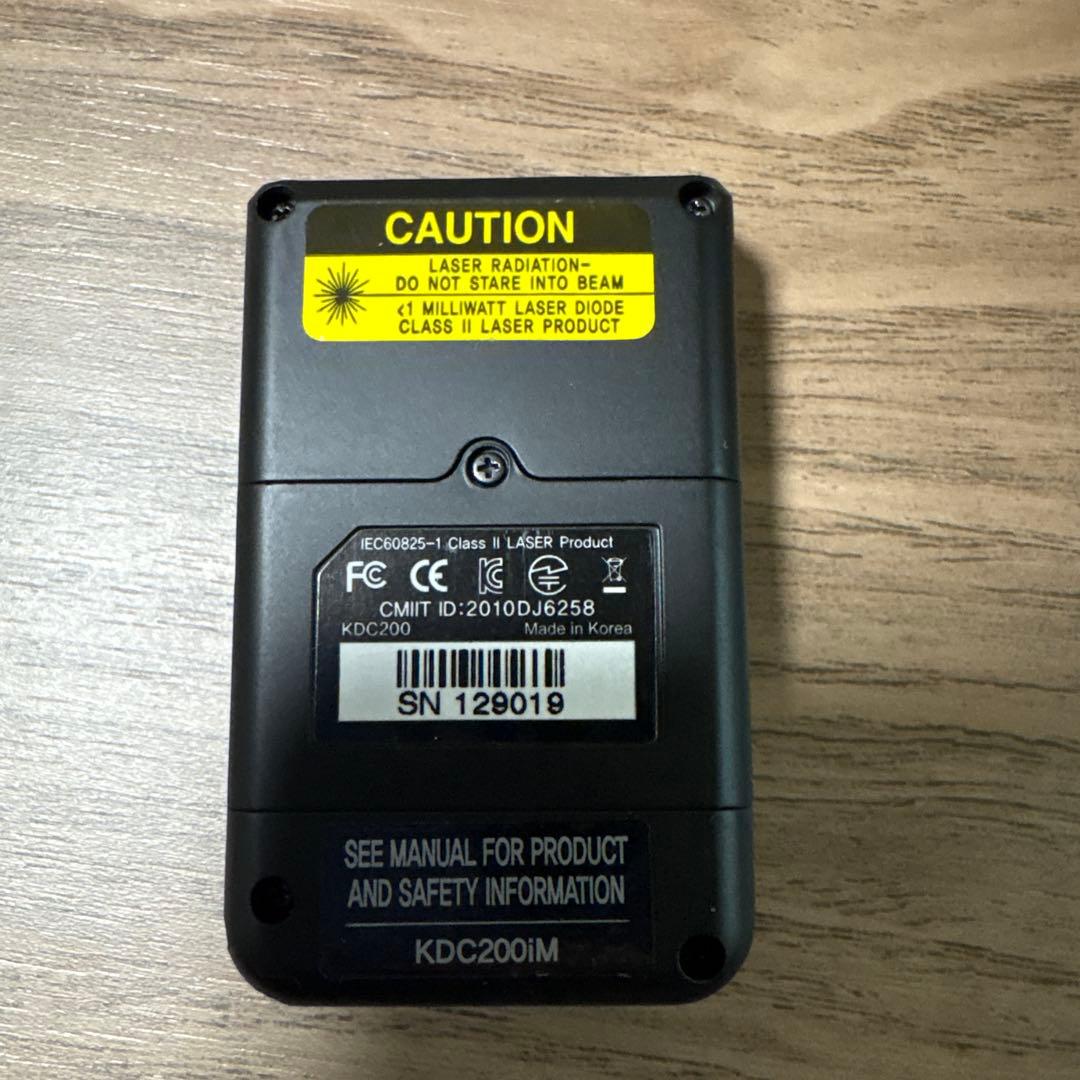 CAUTION
LASER RADIATION-
DO NOT STARE INTO BEAM
<1 MILLIWATT LASER DIODE
CLASS II LASER PRODUCT
IEC60825-1 Class II LASER Product
FC CE
CMIIT ID:2010DJ6258
KDC200 Made in Korea
SN 129019
SEE MANUAL FOR PRODUCT
AND SAFETY INFORMATION
KDC200iM